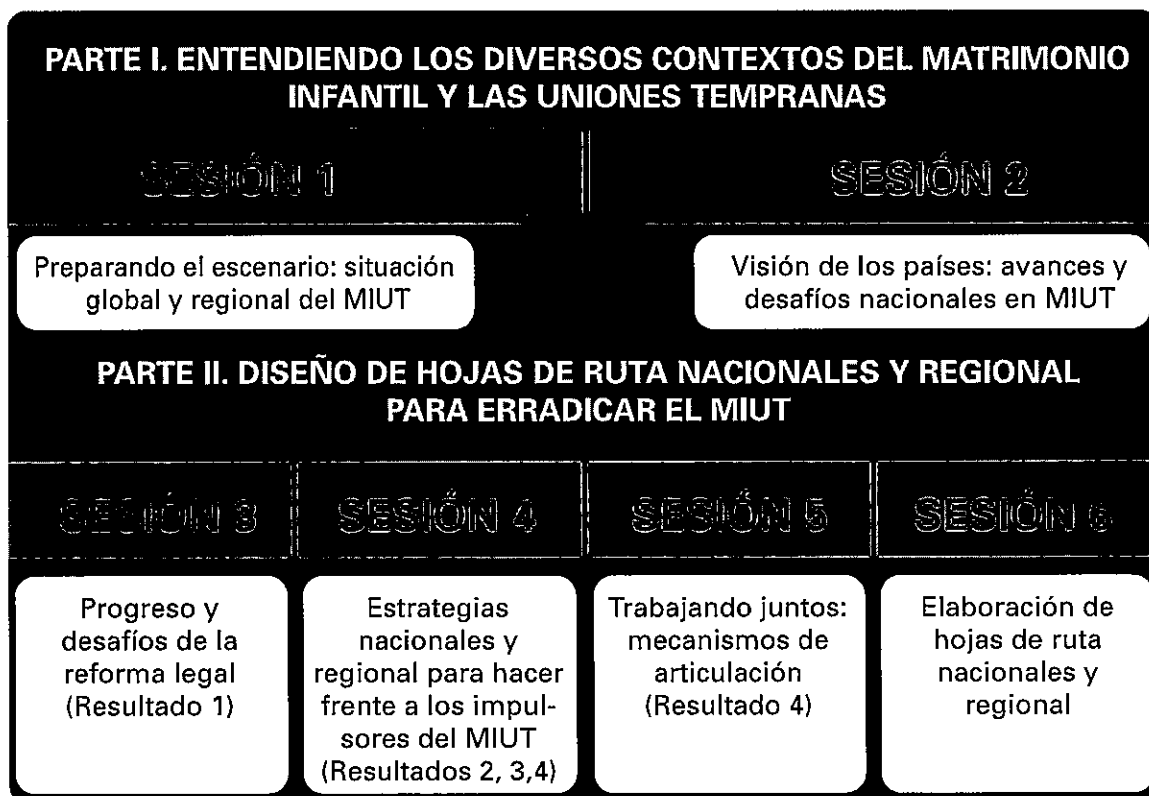 PARTE I. ENTENDIENDO LOS DIVERSOS CONTEXTOS DEL MATRIMONIO
INFANTIL Y LAS UNIONES TEMPRANAS
SESIÓN 1
SESIÓN 2
Preparando el escenario: situación
global y regional del MIUT
Visión de los países: avances y
desafíos nacionales en MIUT
PARTE II. DISEÑO DE HOJAS DE RUTA NACIONALES Y REGIONAL
PARA ERRADICAR EL MIUT
SESIÓN 3
SESIÓN 4
SESIÓN 5
SESIÓN 6
Progreso y
desafíos de la
reforma legal
(Resultado 1)
Estrategias
nacionales y
regional para hacer
frente a los impul-
sores del MIUT
(Resultados 2, 3,4)
Trabajando juntos:
mecanismos de
articulación
(Resultado 4)
Elaboración de
hojas de ruta
nacionales y
regional